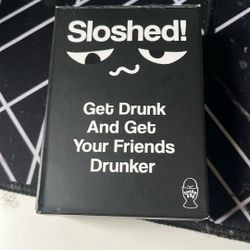 Sloshed!
Get Drunk
And Get
Your Friends
Drunker